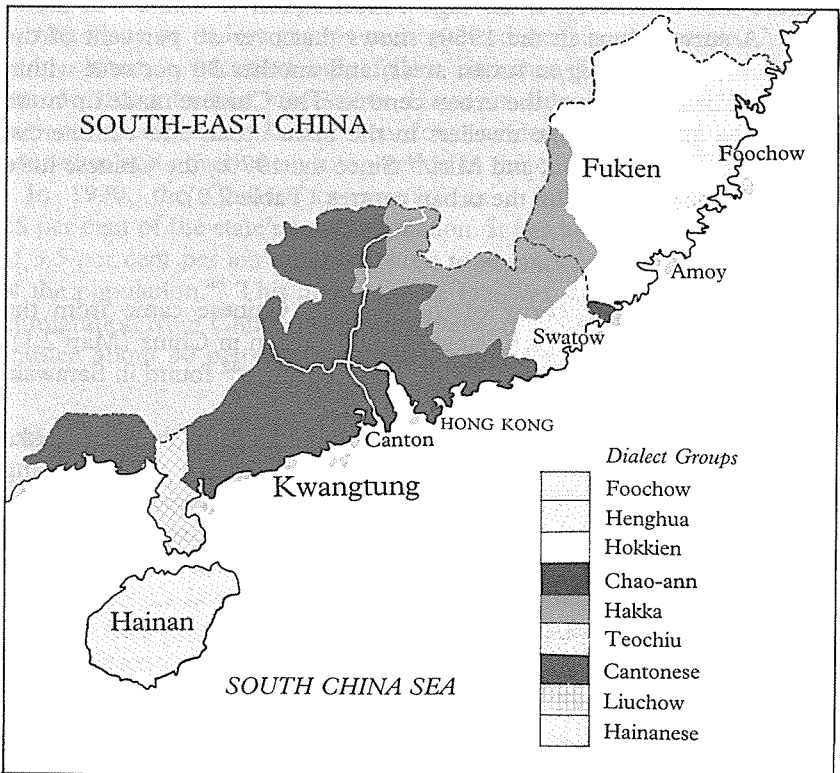 SOUTH-EAST CHINA
Fukien
Foochow
Amoy
Swatow
HONG KONG
Canton
Kwangtung
Hainan
SOUTH CHINA SEA
Dialect Groups
Foochow
Henghua
Hokkien
Chao-ann
Hakka
Teochiu
Cantonese
Liuchow
Hainanese